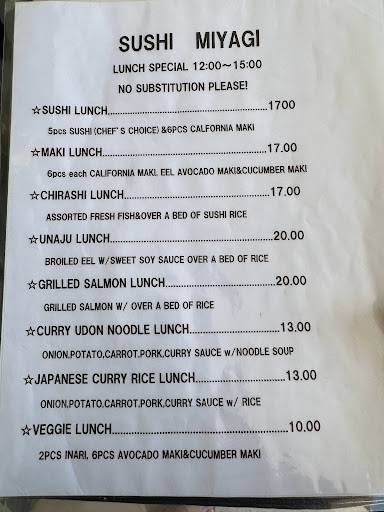 SUSHI MIYAGI
LUNCH SPECIAL 12:00～15:00
NO SUBSTITUTION PLEASE!
☆SUSHI LUNCH..........................................1700
5pcs SUSHI(CHEF'S CHOICE)&6PCS CALFORNIA MAKI
☆MAKI LUNCH...........................................17.00
6pcs each CALIFORNIA MAKI. EEL AVOCADO MAKI&CUCUMBER MAKI
☆CHIRASHI LUNCH......................................17.00
ASSORTED FRESH FISH&OVER A BED OF SUSHI RICE
☆UNAJU LUNCH..........................................20.00
BROILED EEL W/SWEET SOY SAUCE OVER A BED OF RICE
☆GRILLED SALMON LUNCH............................20.00
GRILLED SALMON W/ OVER A BED OF RICE
☆CURRY UDON NOODLE LUNCH.......................13.00
ONION,POTATO,CARROT,PORK,CURRY SAUCE w/NOODLE SOUP
☆JAPANESE CURRY RICE LUNCH.......................13.00
ONION,POTATO,CARROT,PORK,CURRY SAUCE w/ RICE
☆VEGGIE LUNCH.............................................10.00
2PCS INARI, 6PCS AVOCADO MAKI&CUCUMBER MAKI